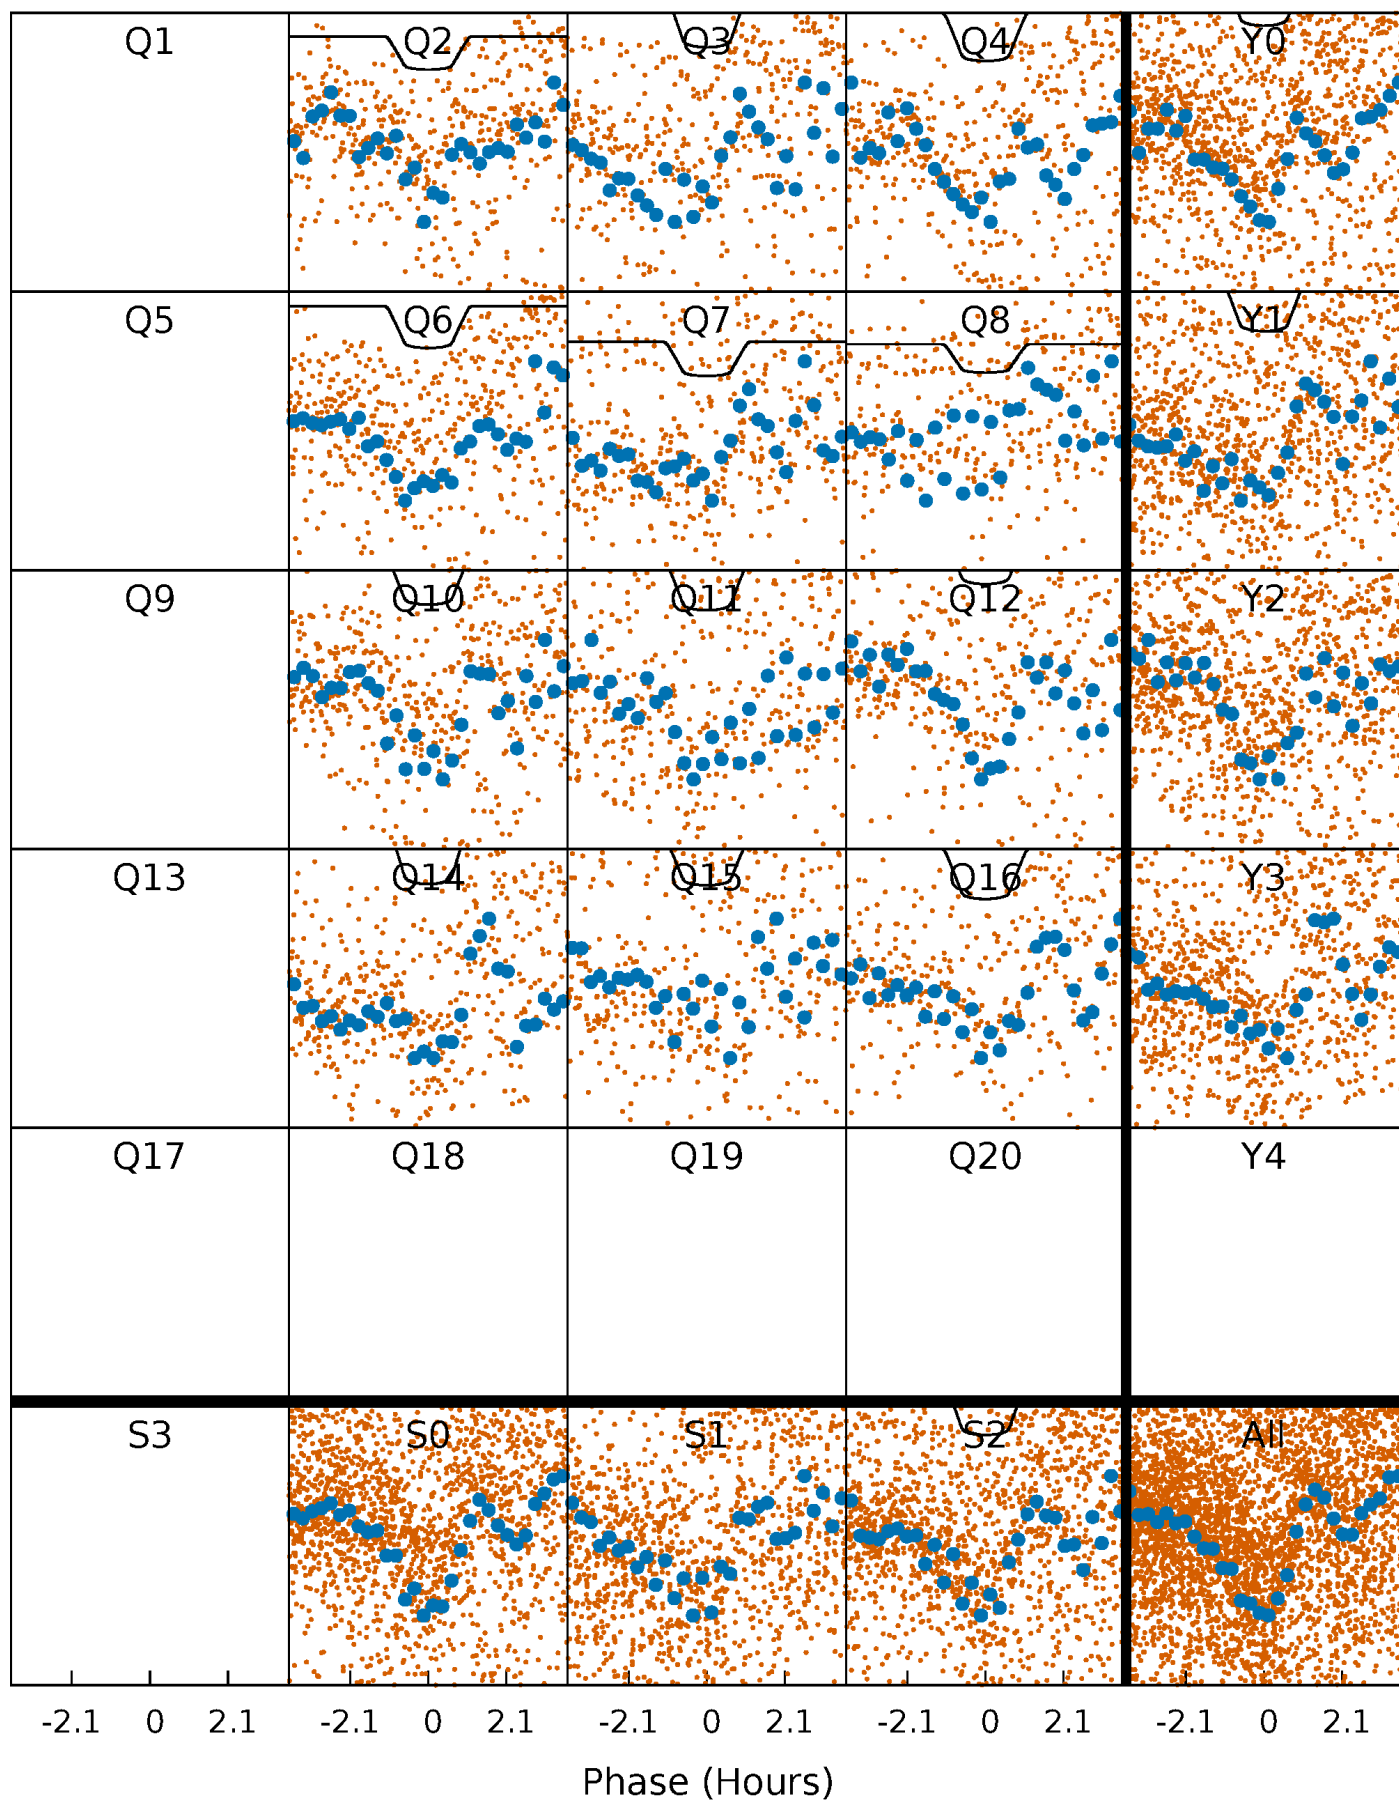 Q1 Q2 Q3 Q4 Y0
Q5 Q6 Q7 Q8 Y1
Q9 Q10 Q11 Q12 Y2
Q13 Q14 Q15 Q16 Y3
Q17 Q18 Q19 Q20 Y4
S3 S0 S1 S2 All
-2.1 0 2.1 -2.1 0 2.1 -2.1 0 2.1 -2.1 0 2.1 -2.1 0 2.1
Phase (Hours)